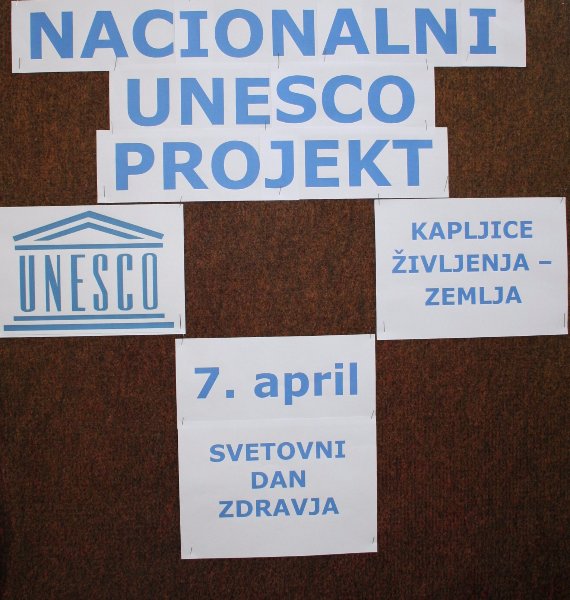 NACIONALNI
UNESCO
PROJEKT
UNESCO
KAPLJICE
ŽIVLJENJA –
ZEMLJA
7. april
SVETOVNI
DAN
ZDRAVJA